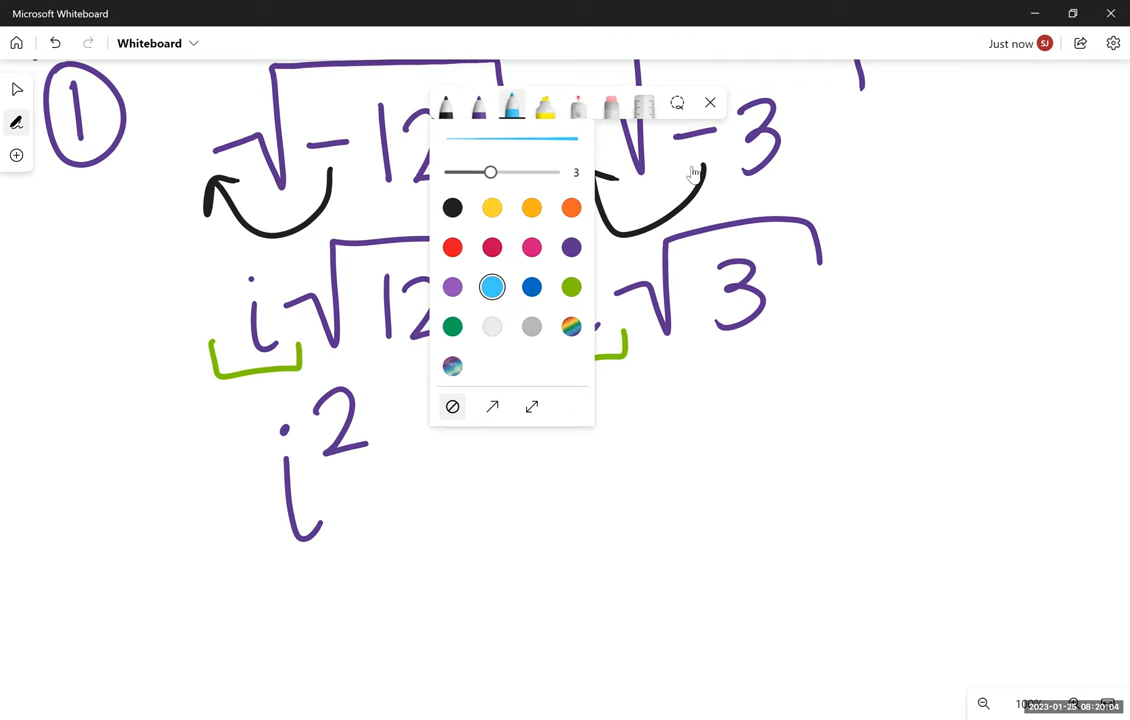 Microsoft Whiteboard
Whiteboard
Just now SJ
①
√-12 √-3
3
i√12 √3
i²
2023-01-25 08:20:04